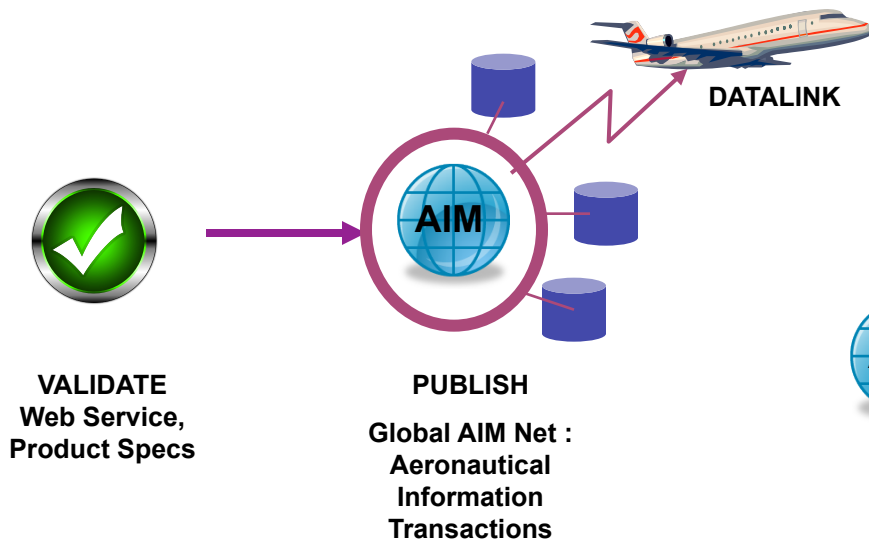 DATALINK
AIM
VALIDATE
Web Service,
Product Specs
PUBLISH
Global AIM Net :
Aeronautical
Information
Transactions